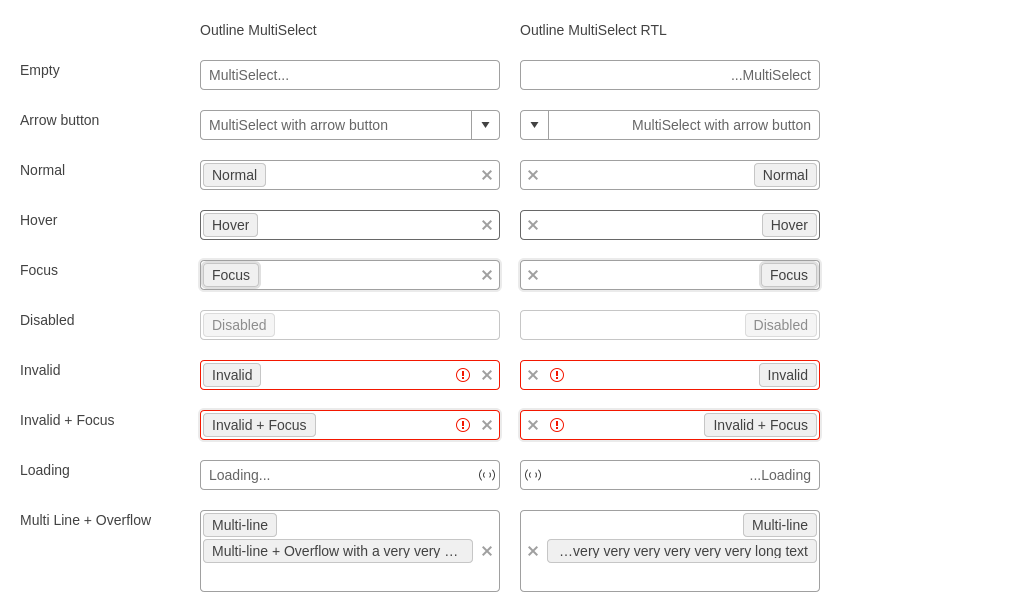 Outline MultiSelect Outline MultiSelect RTL
Empty MultiSelect... ...MultiSelect
Arrow button MultiSelect with arrow button MultiSelect with arrow button
Normal Normal Normal
Hover Hover Hover
Focus Focus Focus
Disabled Disabled Disabled
Invalid Invalid Invalid
Invalid + Focus Invalid + Focus Invalid + Focus
Loading Loading... ...Loading
Multi Line + Overflow Multi-line Multi-line
Multi-line + Overflow with a very very … …very very very very very very long text